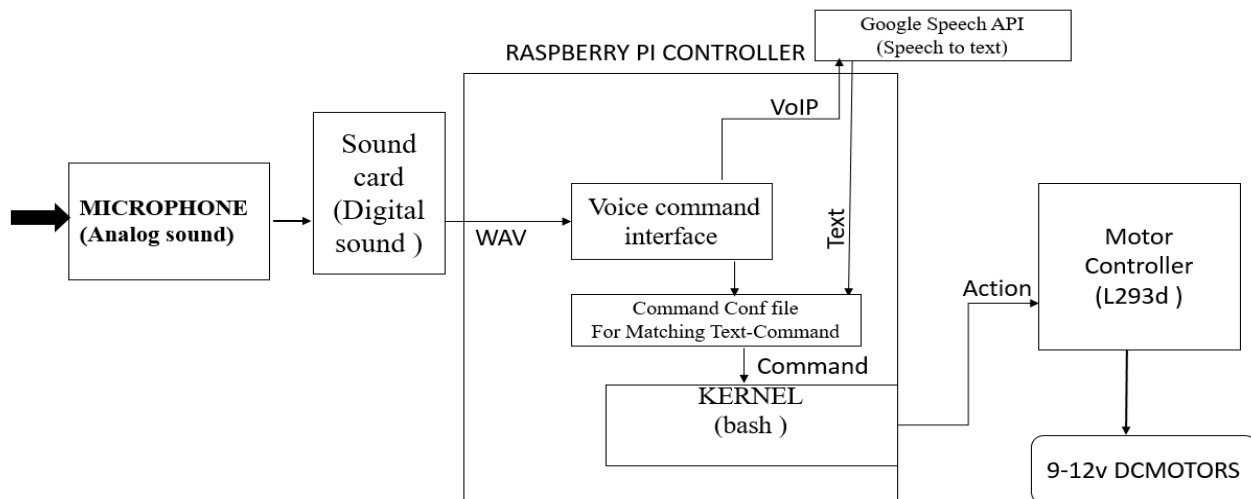 Google Speech API
(Speech to text)
RASPBERRY PI CONTROLLER
VoIP
Sound
card
(Digital
sound )
MICROPHONE
(Analog sound)
WAV
Voice command
interface
Text
Motor
Controller
(L293d )
Action
Command Conf file
For Matching Text-Command
Command
KERNEL
(bash )
9-12v DCMOTORS